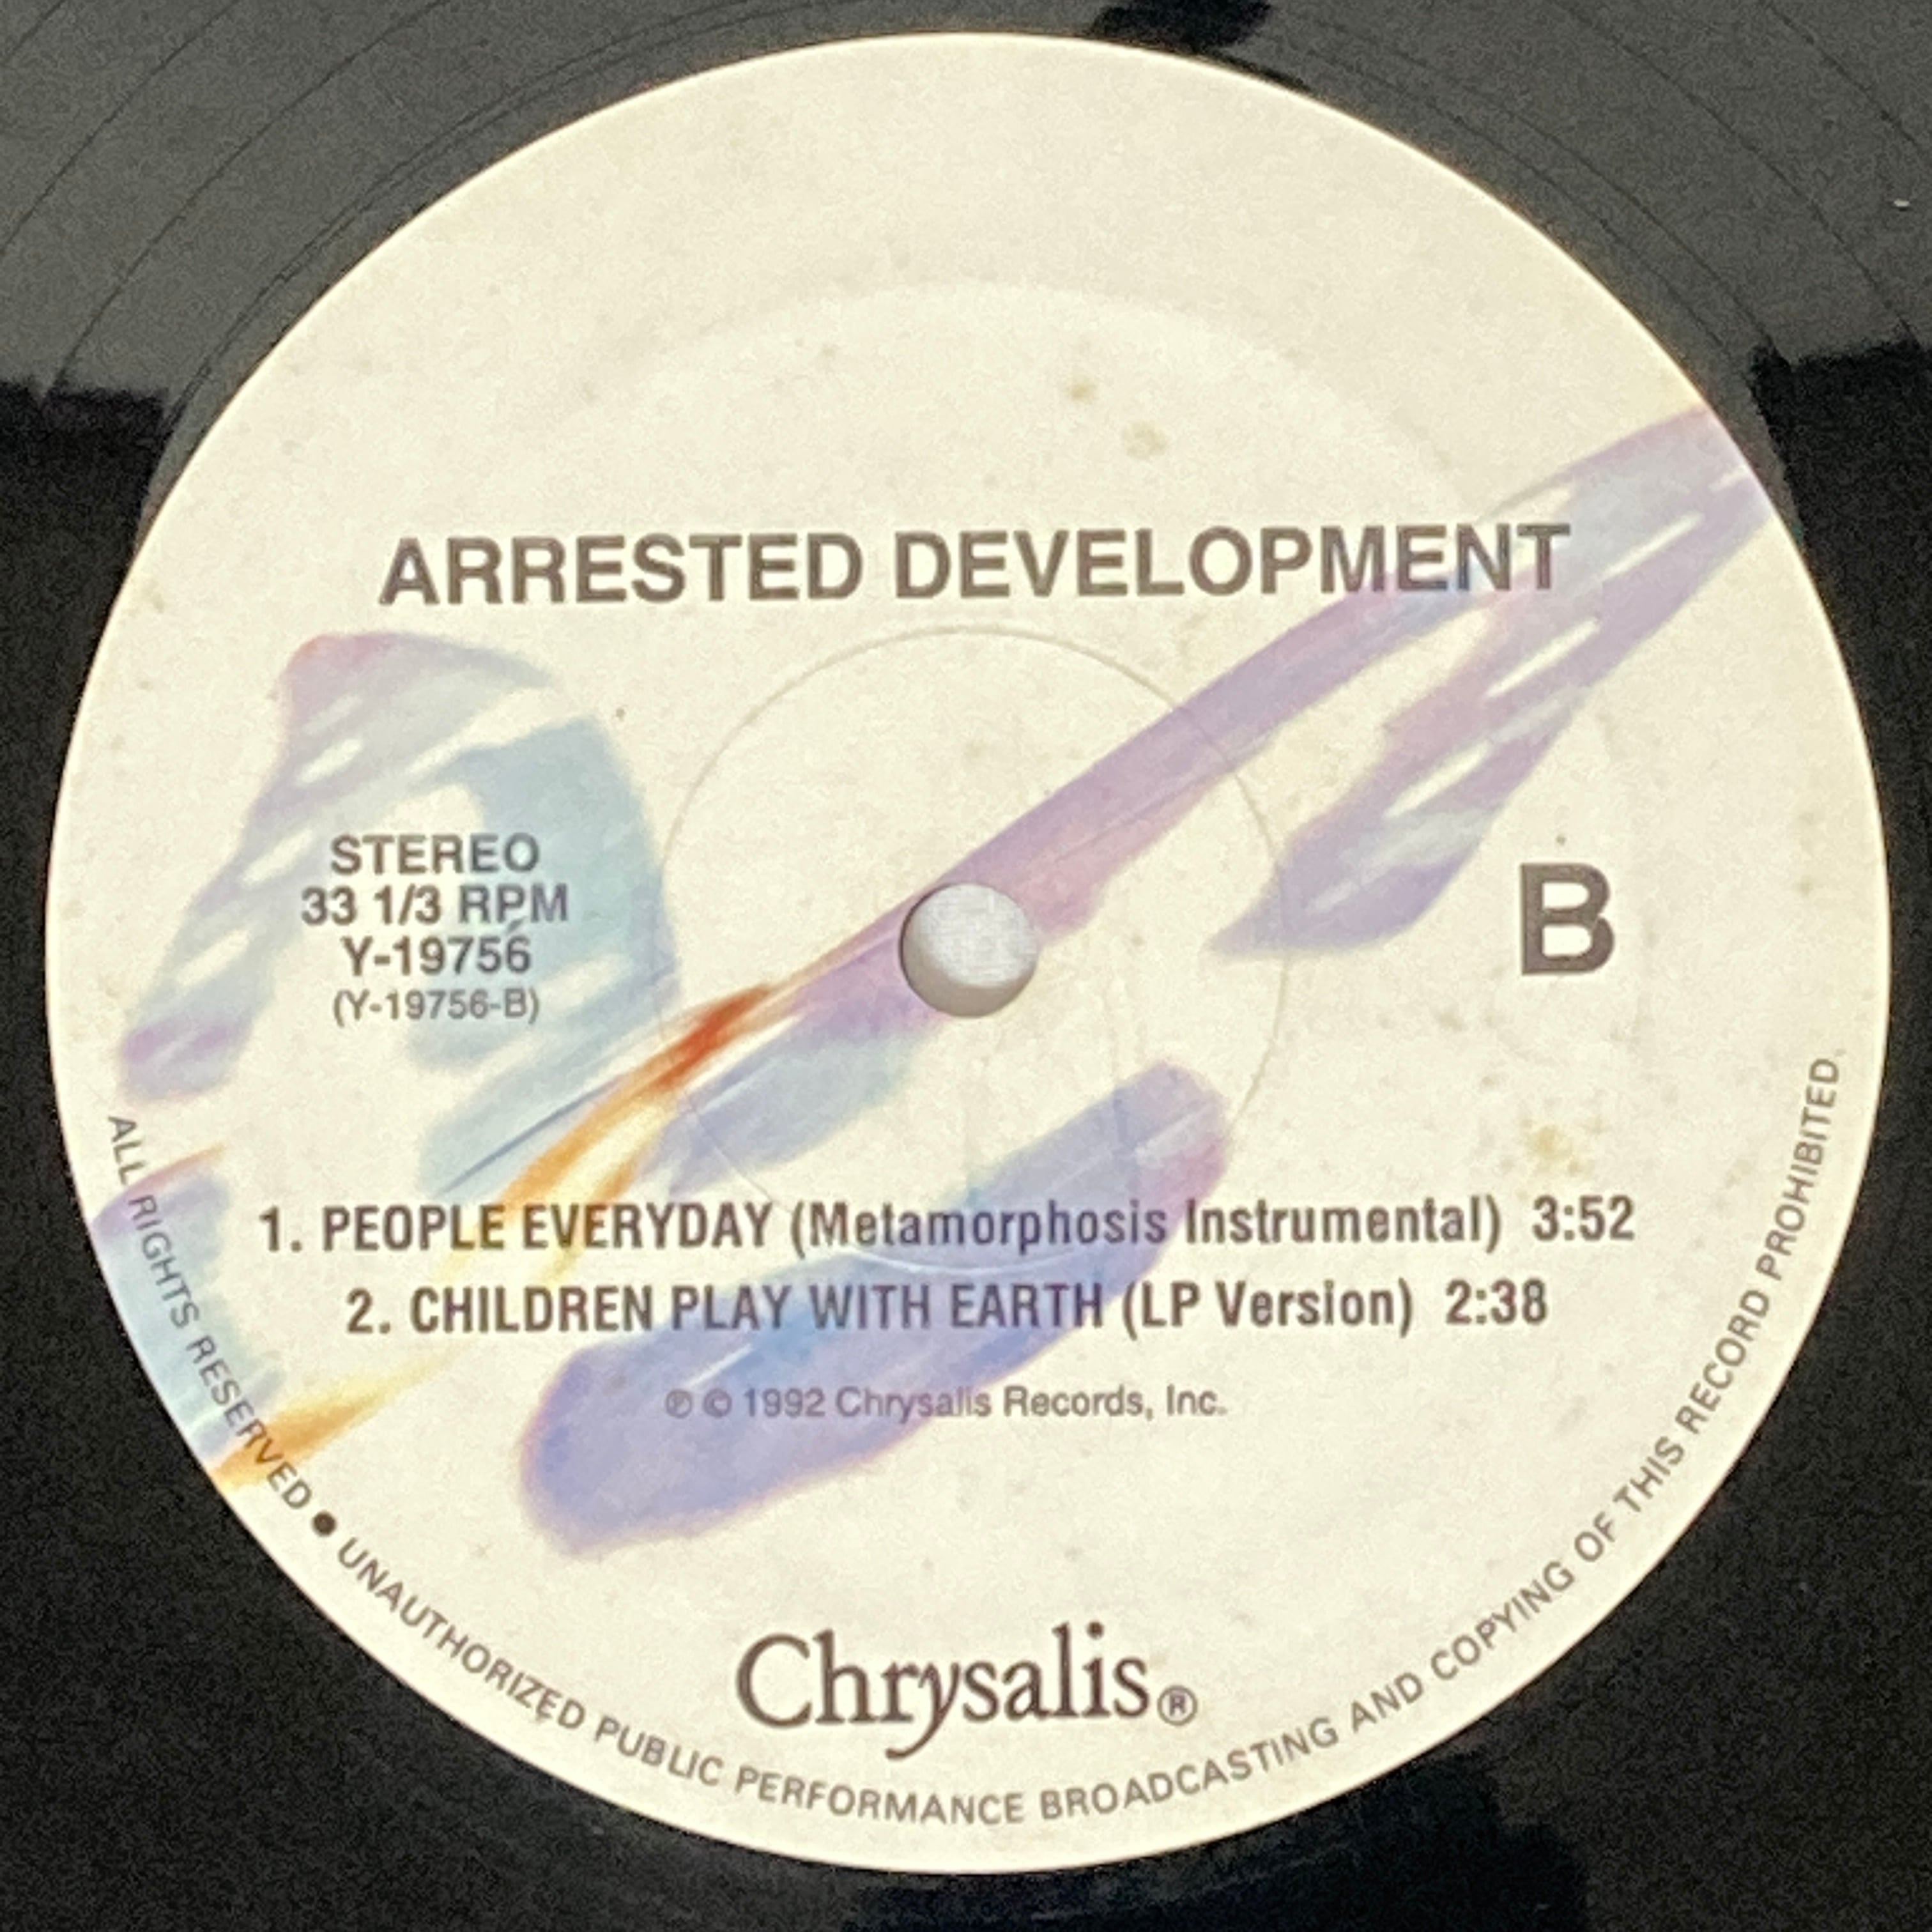 ARRESTED DEVELOPMENT
STEREO
33 1/3 RPM
Y-19756
(Y-19756-B)
B
1. PEOPLE EVERYDAY (Metamorphosis Instrumental) 3:52
2. CHILDREN PLAY WITH EARTH (LP Version) 2:38
℗ © 1992 Chrysalis Records, Inc.
Chrysalis®
ALL RIGHTS RESERVED ● UNAUTHORIZED PUBLIC PERFORMANCE BROADCASTING AND COPYING OF THIS RECORD PROHIBITED.